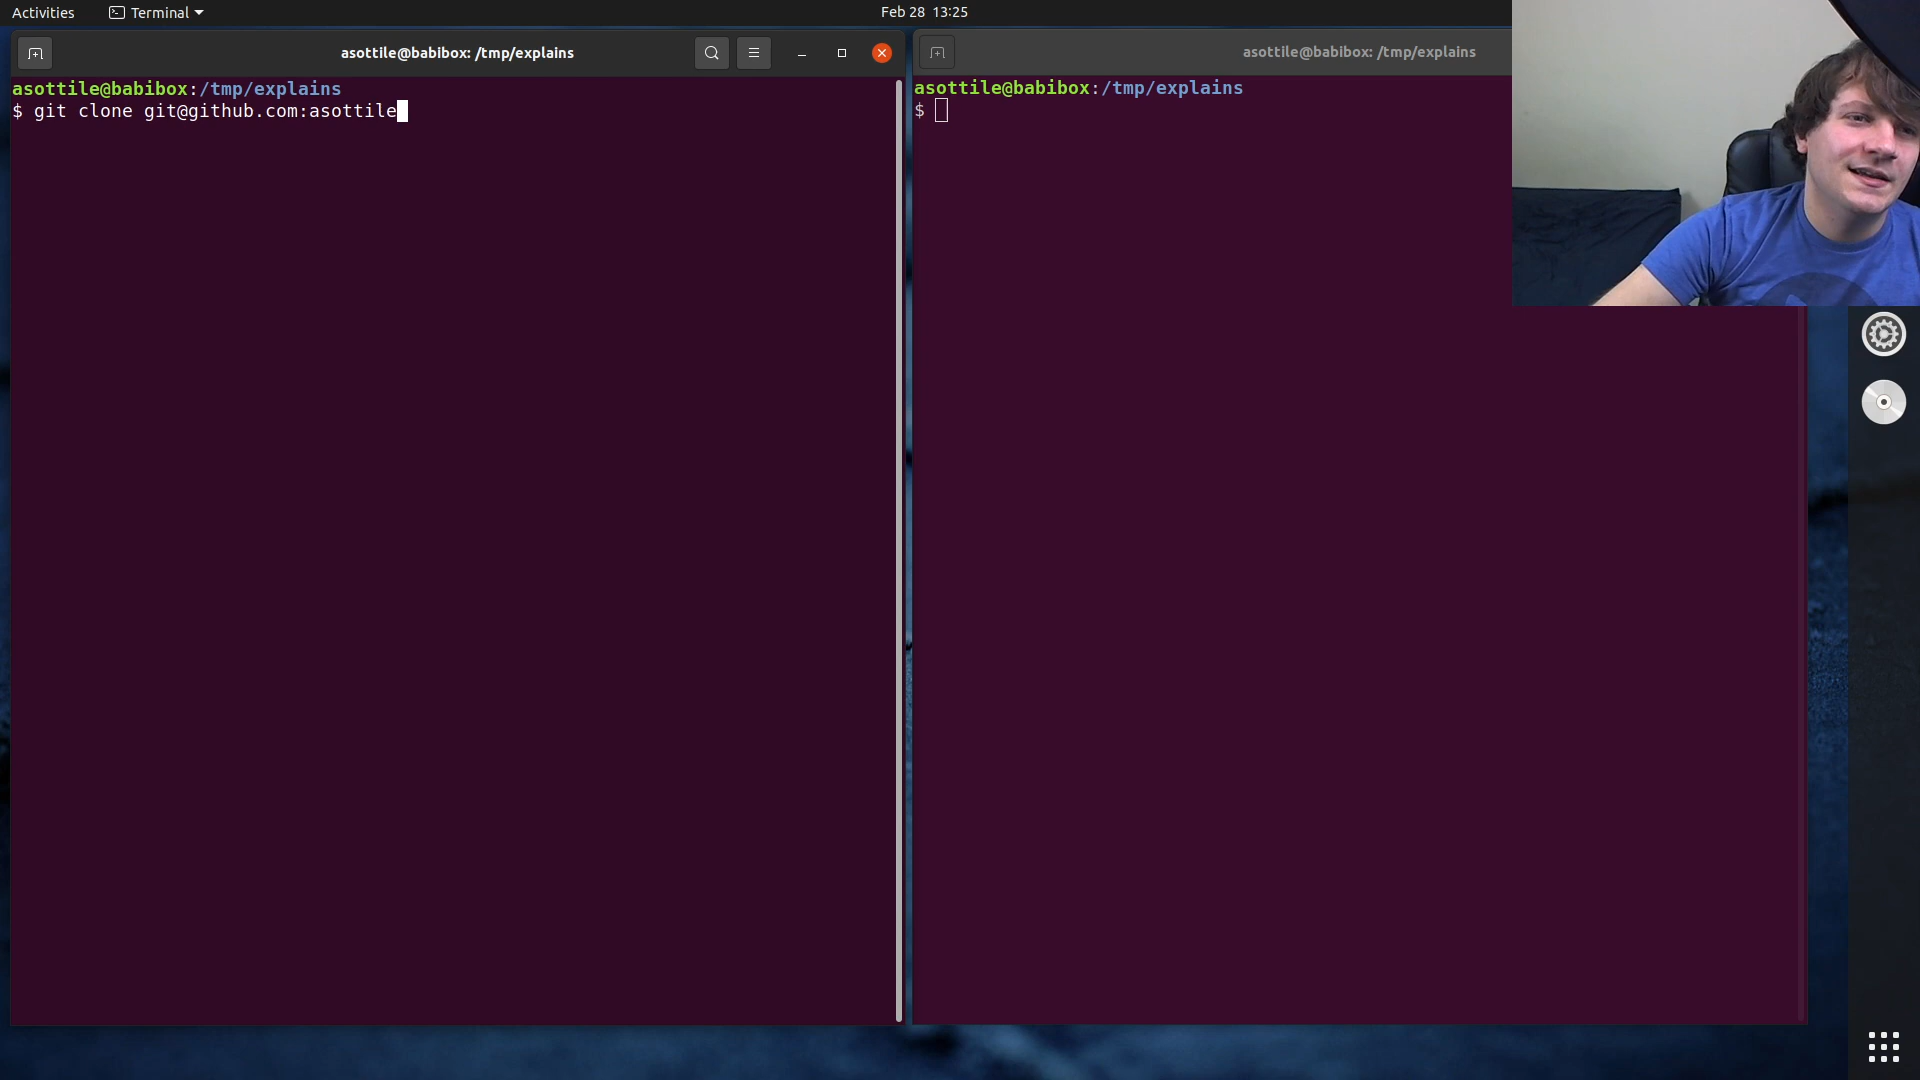 Activities
Terminal
Feb 28 13:25
asottile@babibox: /tmp/explains
asottile@babibox:/tmp/explains
$ git clone git@github.com:asottile
asottile@babibox: /tmp/explains
asottile@babibox:/tmp/explains
$